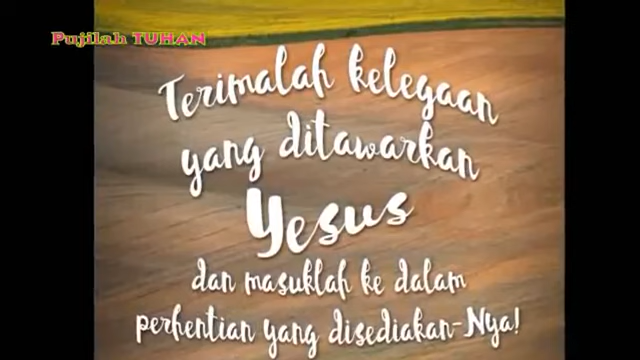 Pujilah TUHAN
Terimalah kelegaan
yang ditawarkan
Yesus
dan masuklah ke dalam
perhentian yang disediakan-Nya!